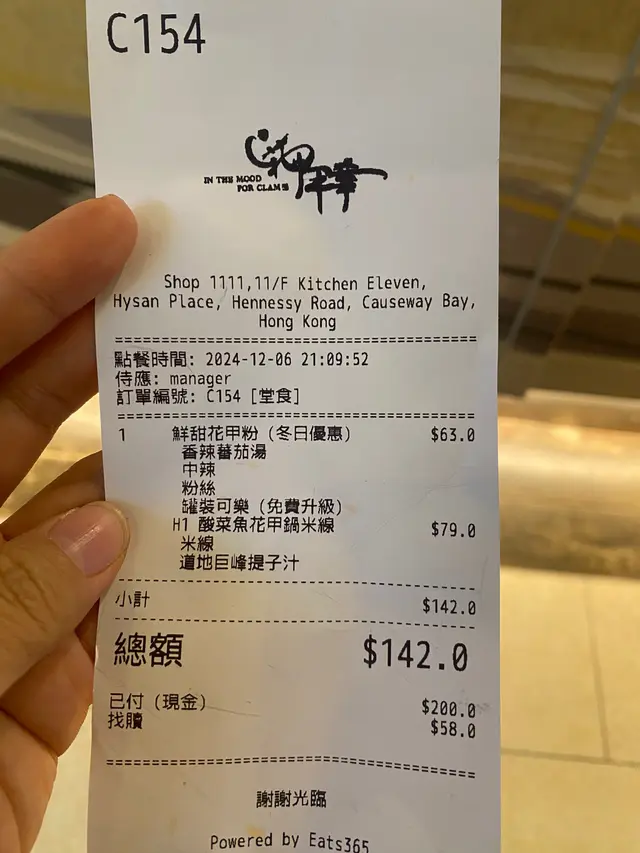 C154
花甲畢華
IN THE MOOD
FOR CLAM
Shop 1111,11/F Kitchen Eleven,
Hysan Place, Hennessy Road, Causeway Bay,
Hong Kong
點餐時間: 2024-12-06 21:09:52
侍應: manager
訂單編號: C154 [堂食]
1 鮮甜花甲粉 (冬日優惠) $63.0
香辣蕃茄湯
中辣
粉絲
罐裝可樂 (免費升級)
H1 酸菜魚花甲鍋米線 $79.0
米線
道地巨峰提子汁
小計 $142.0
總額 $142.0
已付 (現金) $200.0
找贖 $58.0
謝謝光臨
Powered by Eats365